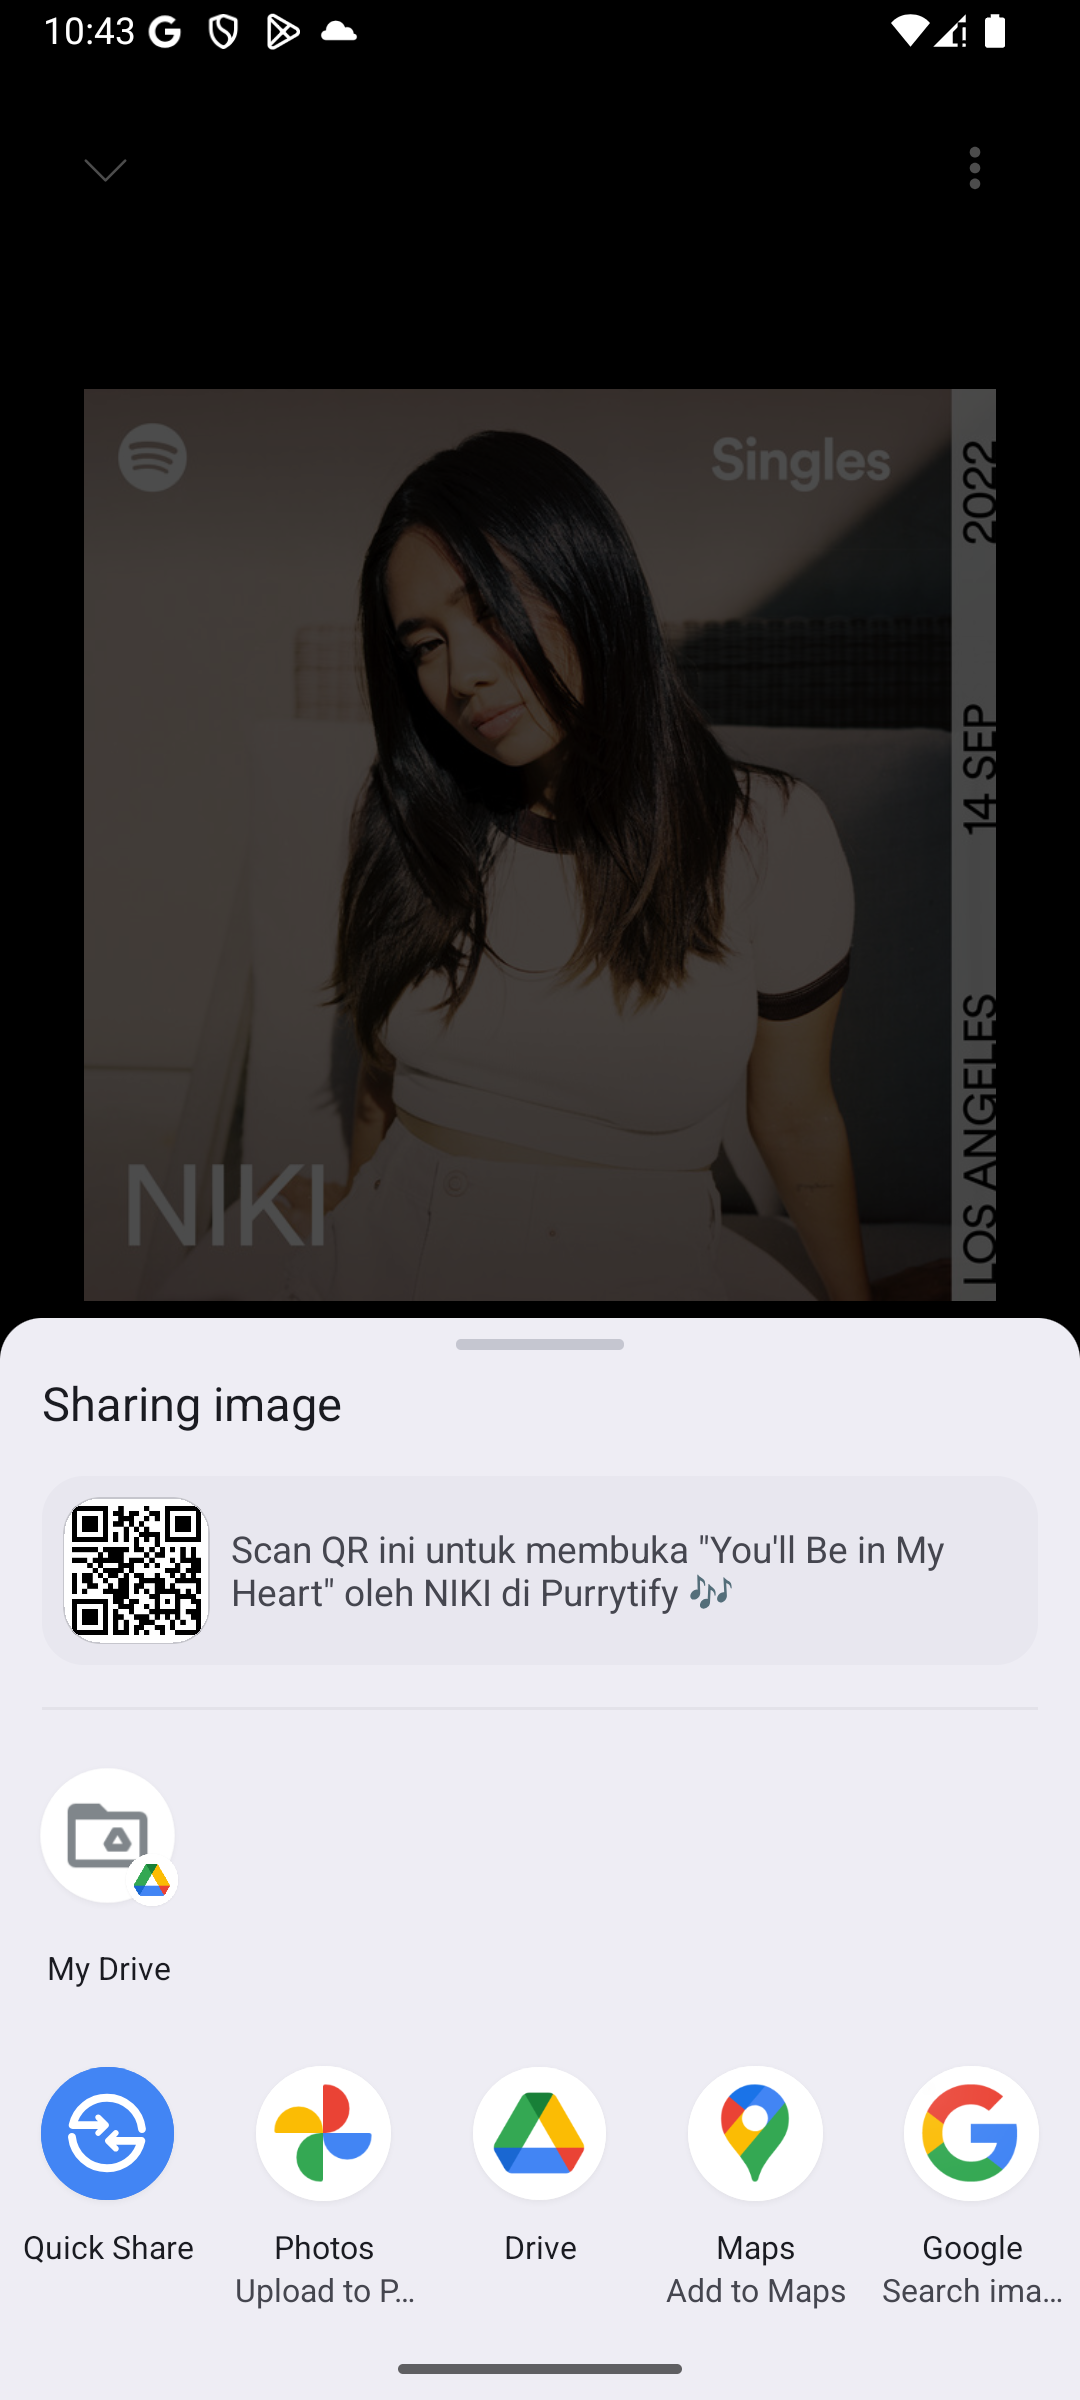 10:43
Singles
2022
14 SEP
LOS ANGELES
NIKI
Sharing image
Scan QR ini untuk membuka "You'll Be in My
Heart" oleh NIKI di Purrytify 🎶
My Drive
Quick Share
Photos
Upload to P...
Drive
Maps
Add to Maps
Google
Search ima...